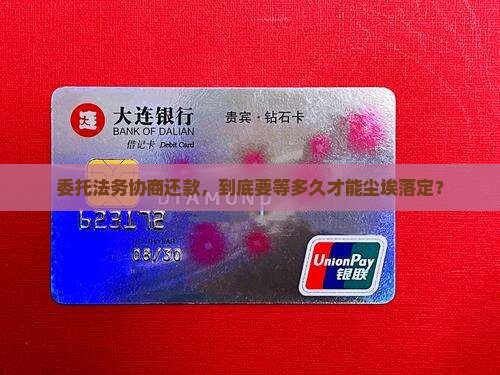 大连银行
BANK OF DALIAN
借记卡 Debit Card
贵宾·钻石卡
委托法务协商还款，到底要等多久才能尘埃落定？
DIAMOND
623172
08/30
UnionPay
银联